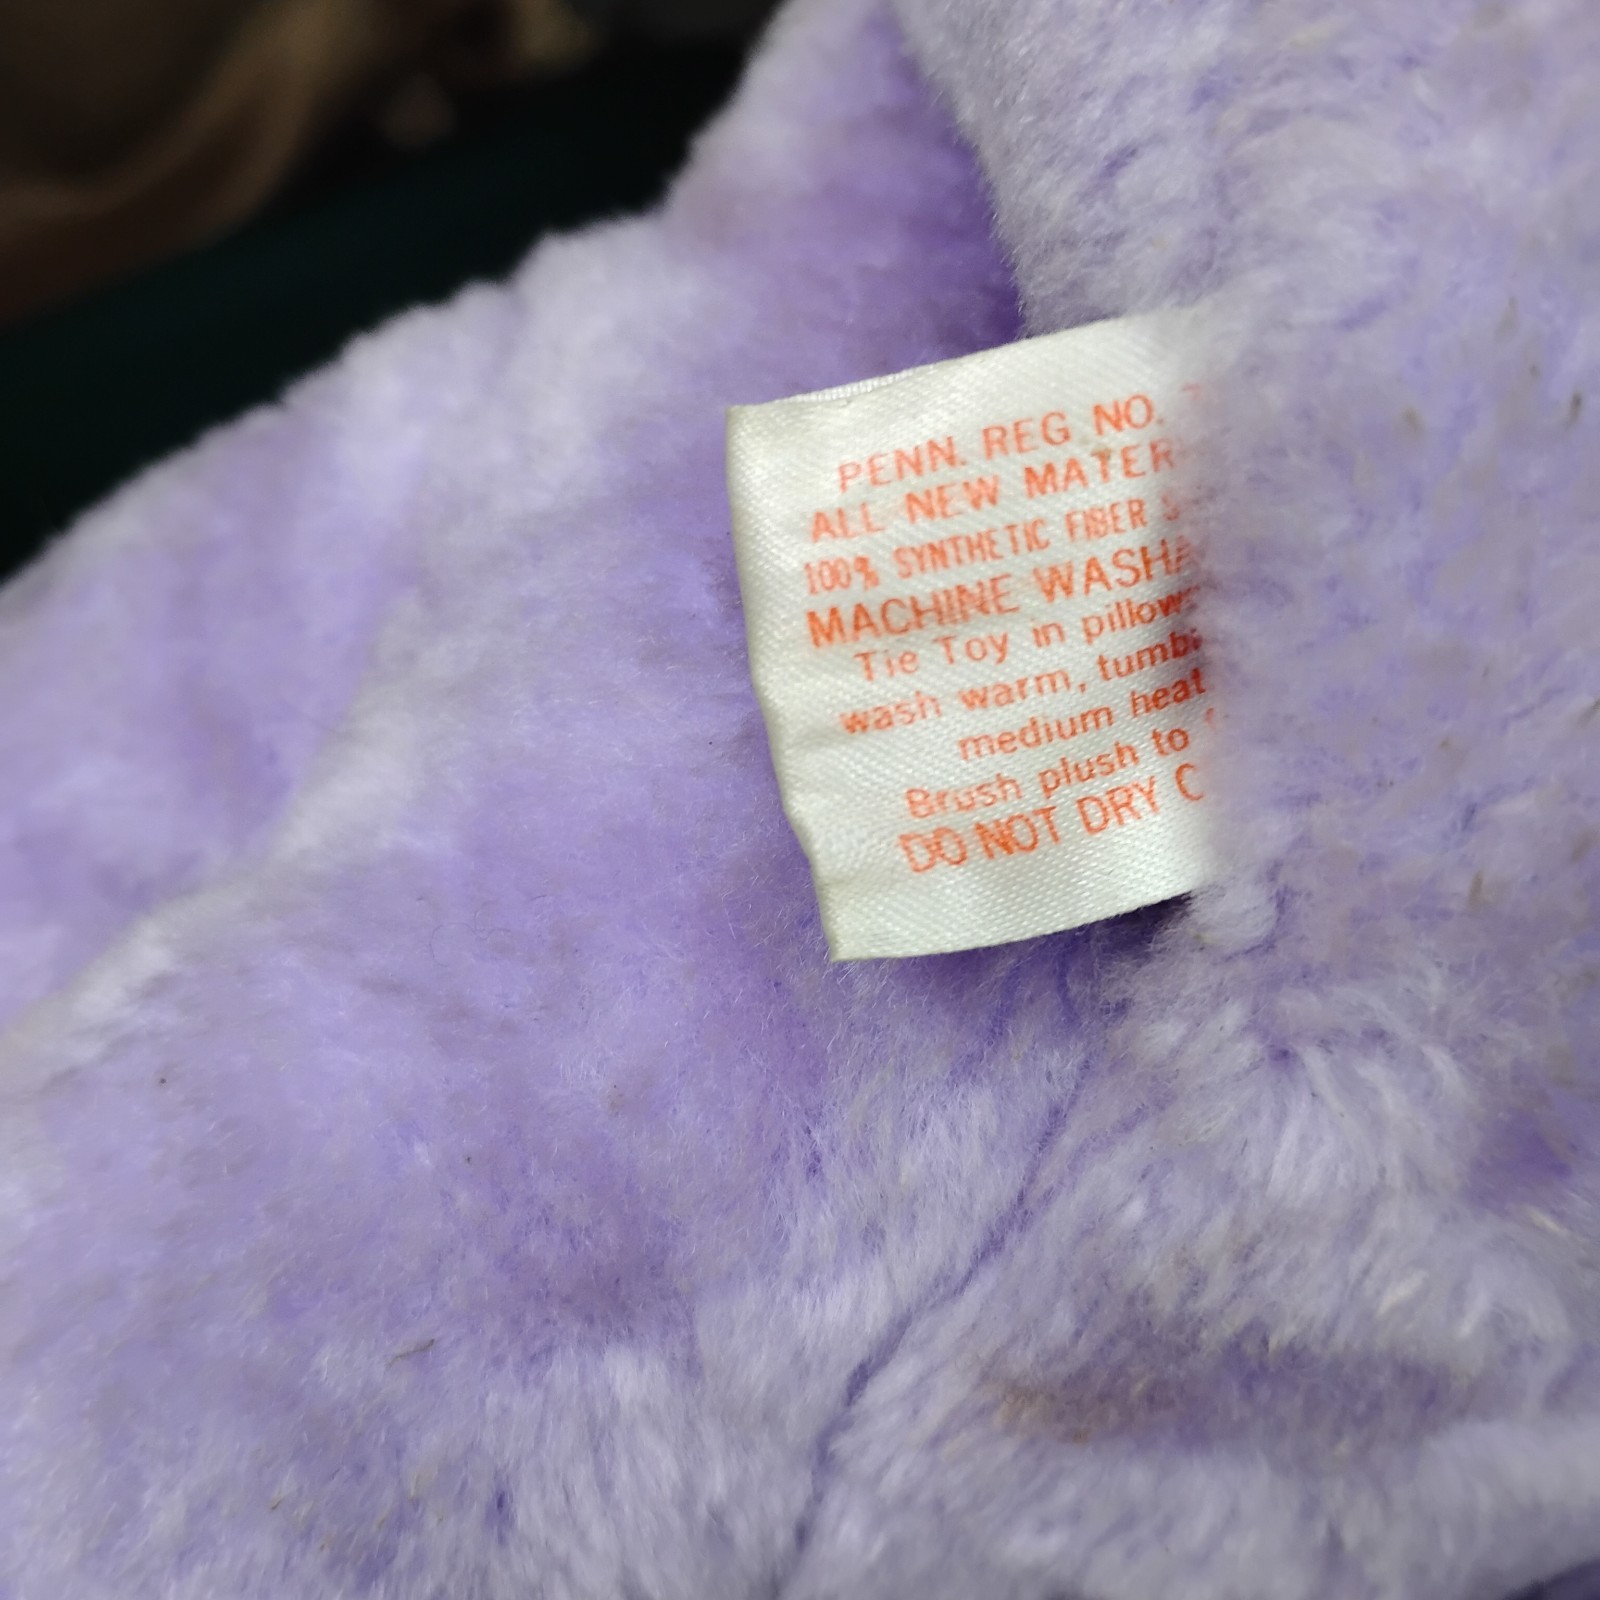 PENN. REG NO.
ALL NEW MATER
100% SYNTHETIC FIBER S
MACHINE WASHA
Tie Toy in pillow
wash warm, tumb
medium heat
Brush plush to
DO NOT DRY C